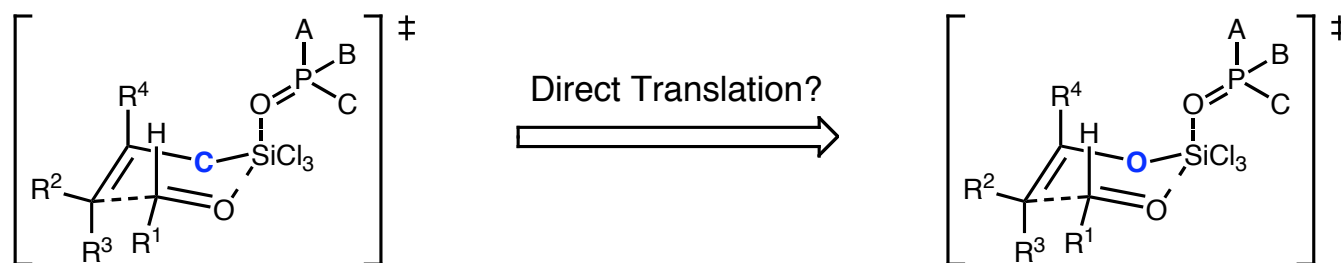 ‡
A
B
P
C
O
R⁴
H
C
SiCl₃
R²
O
R³
R¹
Direct Translation?
‡
A
B
P
C
O
R⁴
H
O
SiCl₃
R²
O
R³
R¹